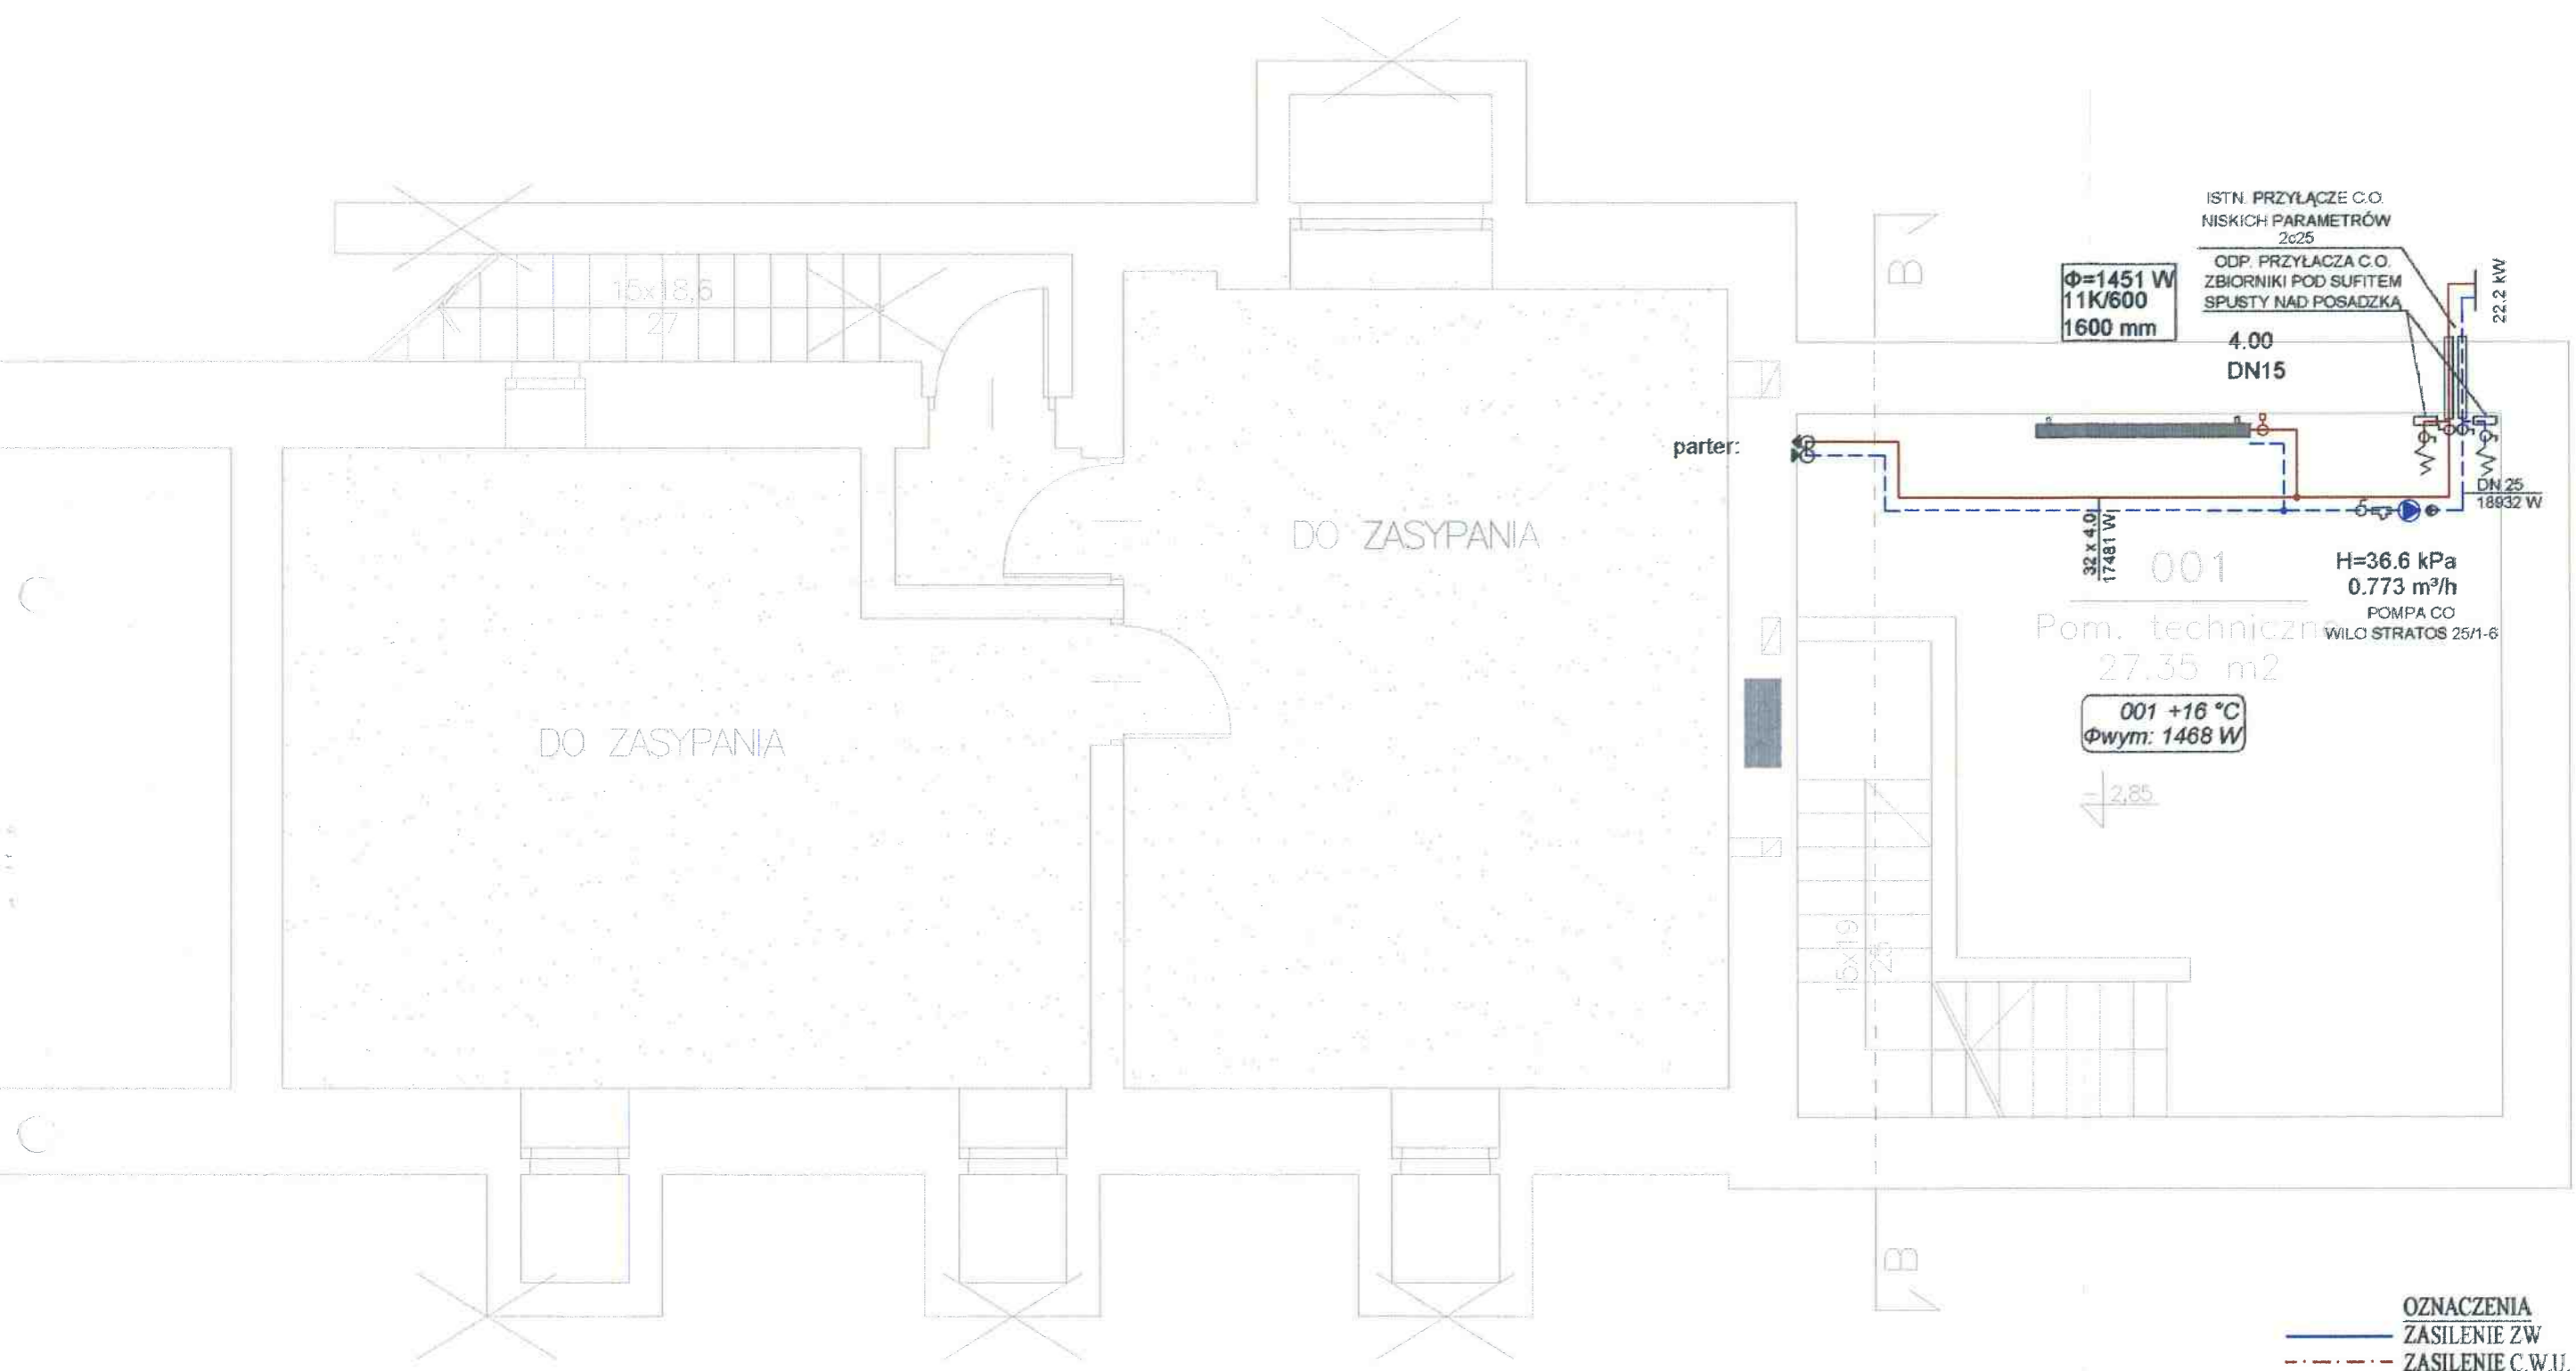 ISTN. PRZYŁĄCZE C.O.
NISKICH PARAMETRÓW
2c25
ODP. PRZYŁACZA C.O.
ZBIORNIKI POD SUFITEM
SPUSTY NAD POSADZKĄ
22.2 kW
Φ=1451 W
11K/600
1600 mm
4.00
DN15
B
15x18,6
27
parter:
DN 25
18932 W
32 x 4.0
17481 W
DO ZASYPANIA
001
H=36.6 kPa
0.773 m³/h
POMPA CO
WILO STRATOS 25/1-6
Pom. techniczne
27.35 m2
001 +16 °C
Φwym: 1468 W
DO ZASYPANIA
-2,85
15x19
25
B
OZNACZENIA
ZASILENIE ZW
ZASILENIE C.W.U.